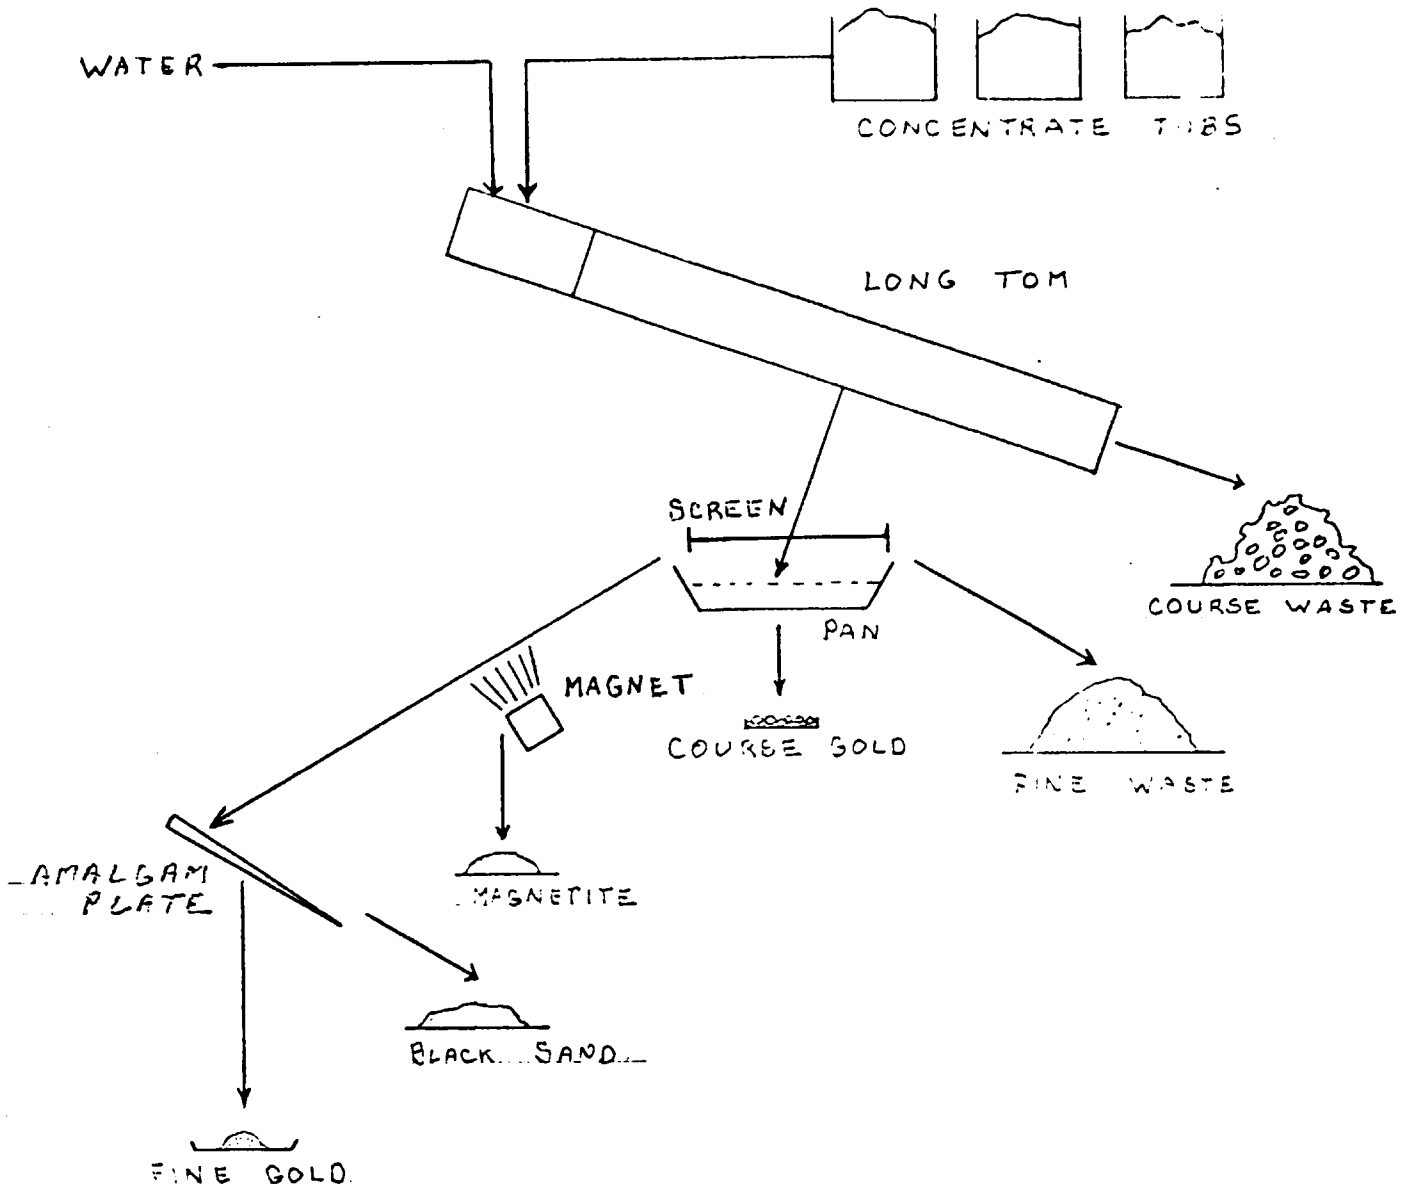 WATER
CONCENTRATE TUBS
LONG TOM
SCREEN
COURSE WASTE
PAN
MAGNET
COURSE GOLD
FINE WASTE
AMALGAM
PLATE
MAGNETITE
BLACK SAND
FINE GOLD